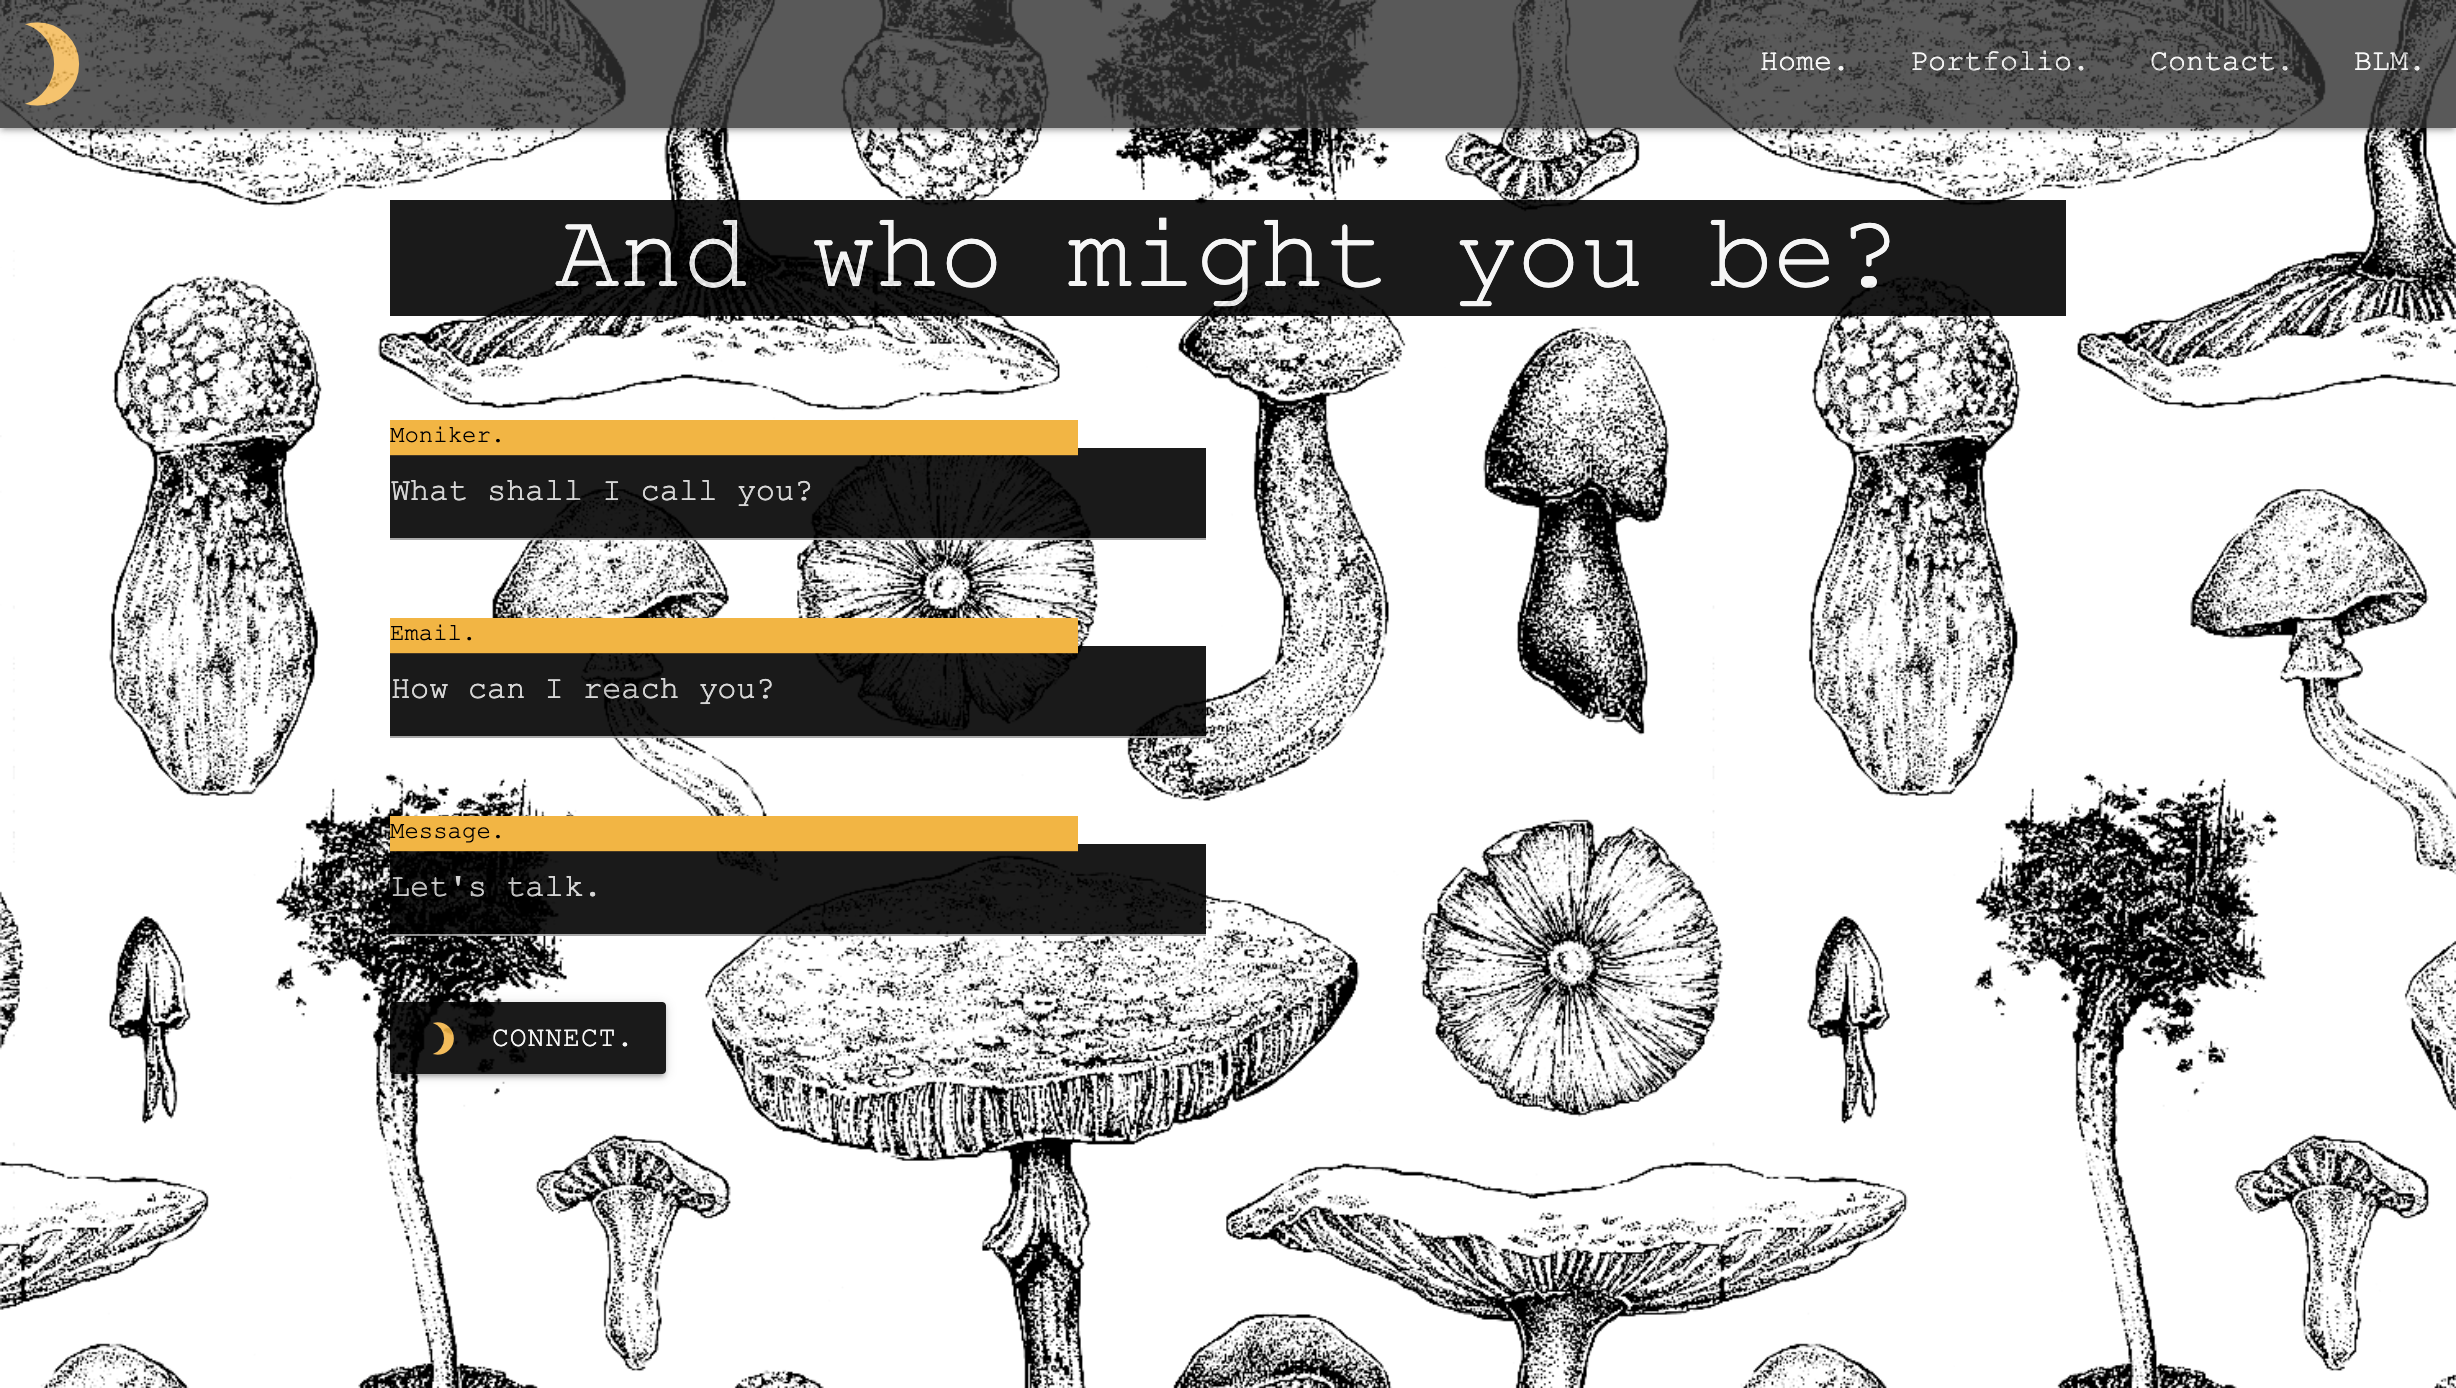 Home. Portfolio. Contact. BLM.
And who might you be?
Moniker.
What shall I call you?
Email.
How can I reach you?
Message.
Let's talk.
CONNECT.